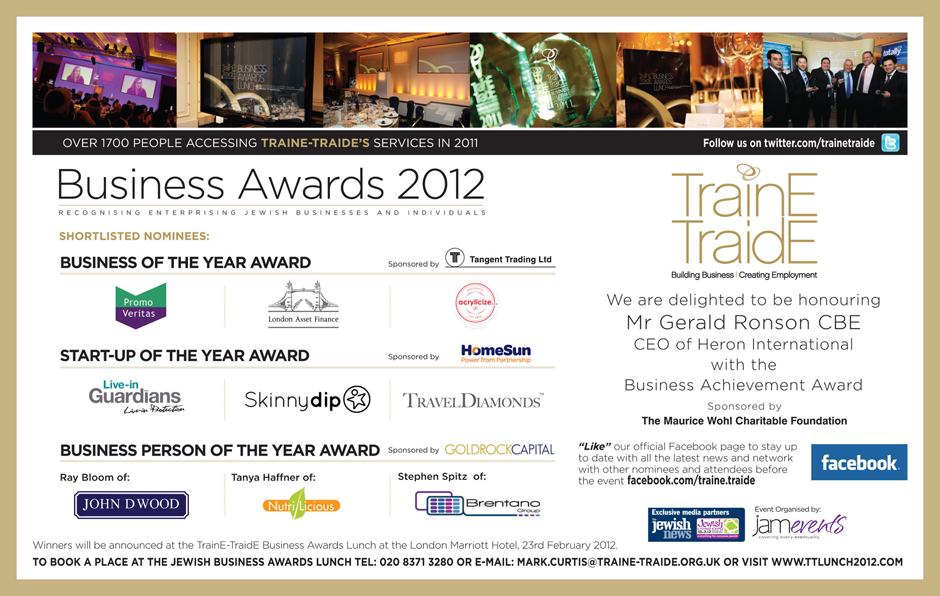 OVER 1700 PEOPLE ACCESSING TRAINE-TRAIDE'S SERVICES IN 2011
Follow us on twitter.com/trainetraide
Business Awards 2012
RECOGNISING ENTERPRISING JEWISH BUSINESSES AND INDIVIDUALS
TrainE
TraidE
Building Business | Creating Employment
SHORTLISTED NOMINEES:
BUSINESS OF THE YEAR AWARD
Sponsored by
Tangent Trading Ltd
Promo
Veritas
London Asset Finance
acrylicize
START-UP OF THE YEAR AWARD
Sponsored by
HomeSun
Power from Partnership
Live-in
Guardians
Live-in Protection
Skinnydip
TRAVELDIAMONDS™
BUSINESS PERSON OF THE YEAR AWARD
Sponsored by
GOLDROCKCAPITAL
Ray Bloom of:
JOHN D WOOD
Tanya Haffner of:
Nutri Licious
Stephen Spitz of:
Brentano
Group
We are delighted to be honouring
Mr Gerald Ronson CBE
CEO of Heron International
with the
Business Achievement Award
Sponsored by
The Maurice Wohl Charitable Foundation
"Like" our official Facebook page to stay up
to date with all the latest news and network
with other nominees and attendees before
the event facebook.com/traine.traide
facebook.
Exclusive media partners
the jewish
news
Jewish
Event Organised by:
jamevents
covering every eventuality
Winners will be announced at the TrainE-TraidE Business Awards Lunch at the London Marriott Hotel, 23rd February 2012.
TO BOOK A PLACE AT THE JEWISH BUSINESS AWARDS LUNCH TEL: 020 8371 3280 OR E-MAIL: MARK.CURTIS@TRAINE-TRAIDE.ORG.UK OR VISIT WWW.TTLUNCH2012.COM